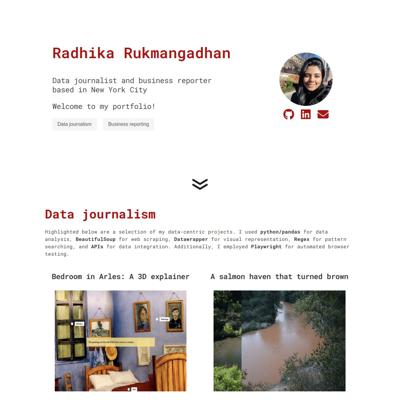 Radhika Rukmangadhan
Data journalist and business reporter
based in New York City
Welcome to my portfolio!
Data journalism
Business reporting
Data journalism
Highlighted below are a selection of my data-centric projects. I used python/pandas for data
analysis, BeautifulSoup for web scraping, Datawrapper for visual representation, Regex for pattern
searching, and APIs for data integration. Additionally, I employed Playwright for automated browser
testing.
Bedroom in Arles: A 3D explainer
A salmon haven that turned brown